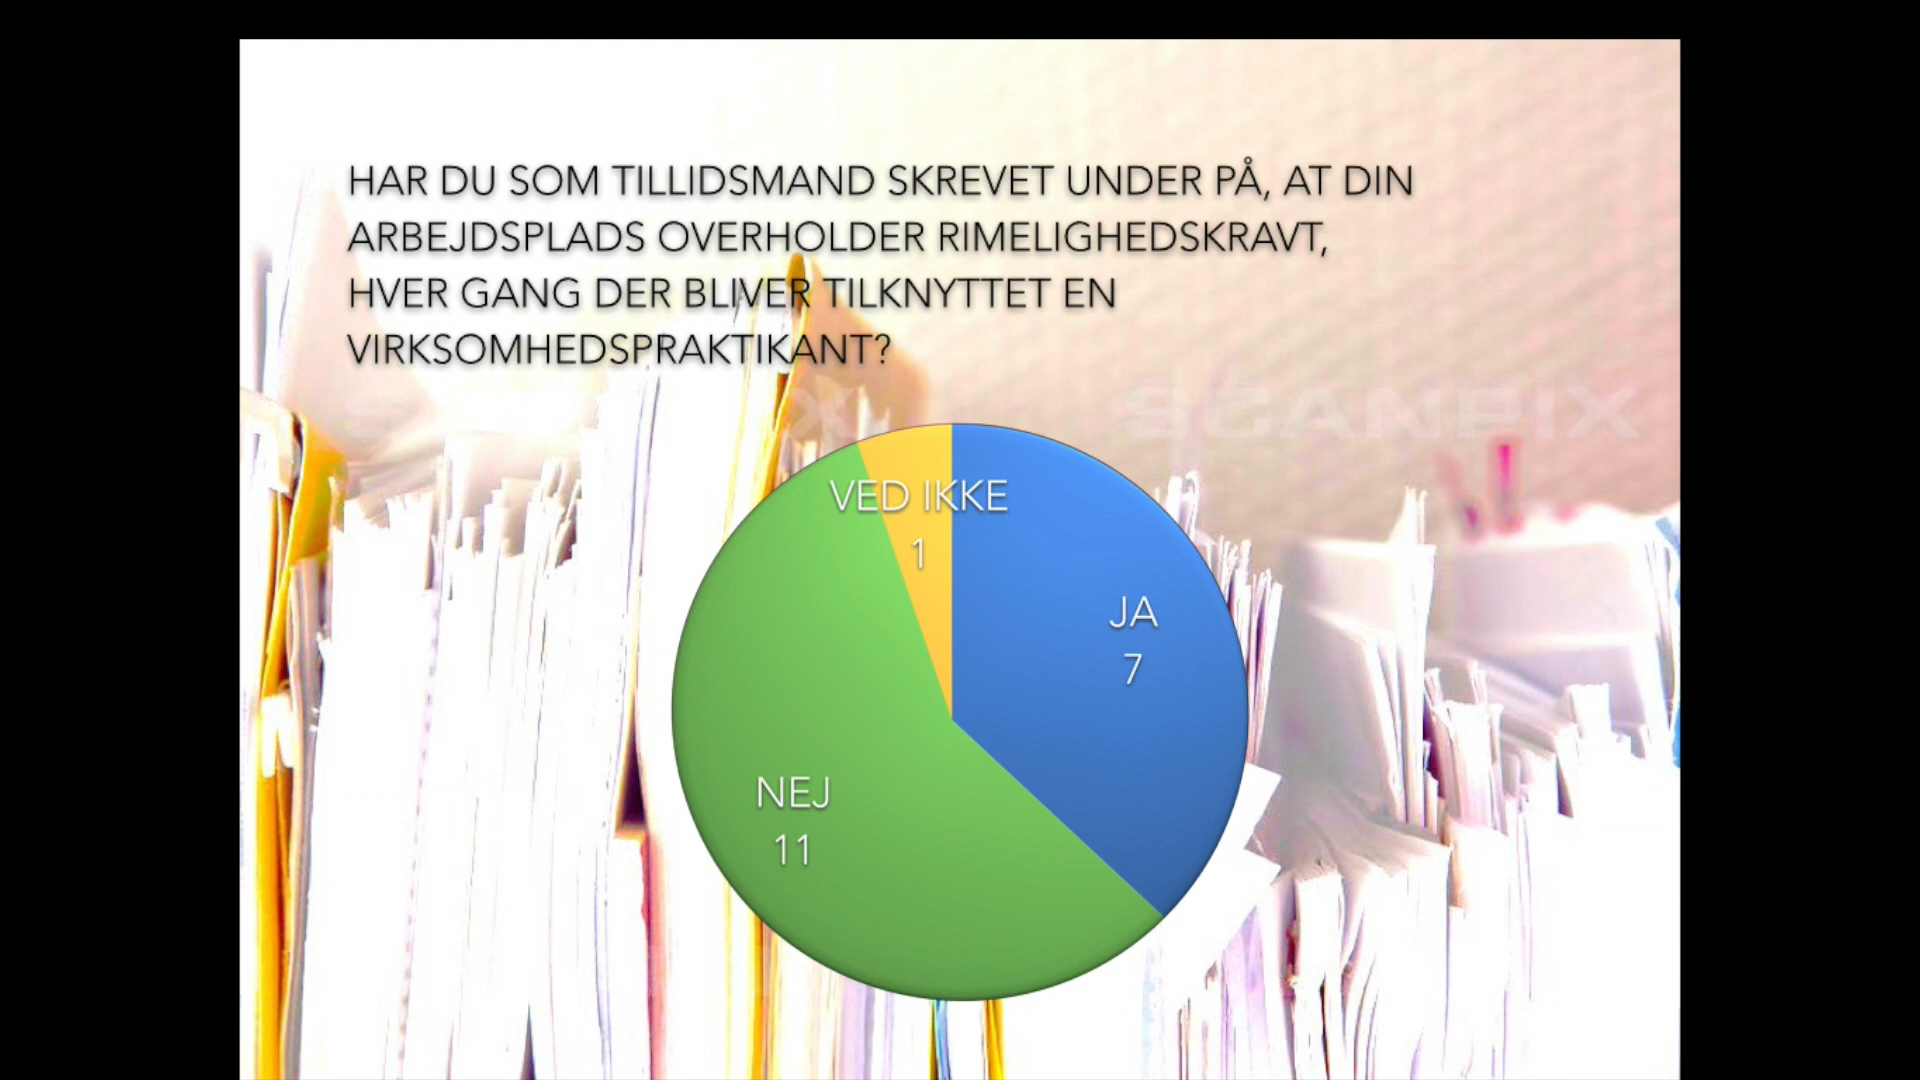 HAR DU SOM TILLIDSMAND SKREVET UNDER PÅ, AT DIN
ARBEJDSPLADS OVERHOLDER RIMELIGHEDSKRAVT,
HVER GANG DER BLIVER TILKNYTTET EN
VIRKSOMHEDSPRAKTIKANT?
SCANPIX
VED IKKE
1
JA
7
NEJ
11